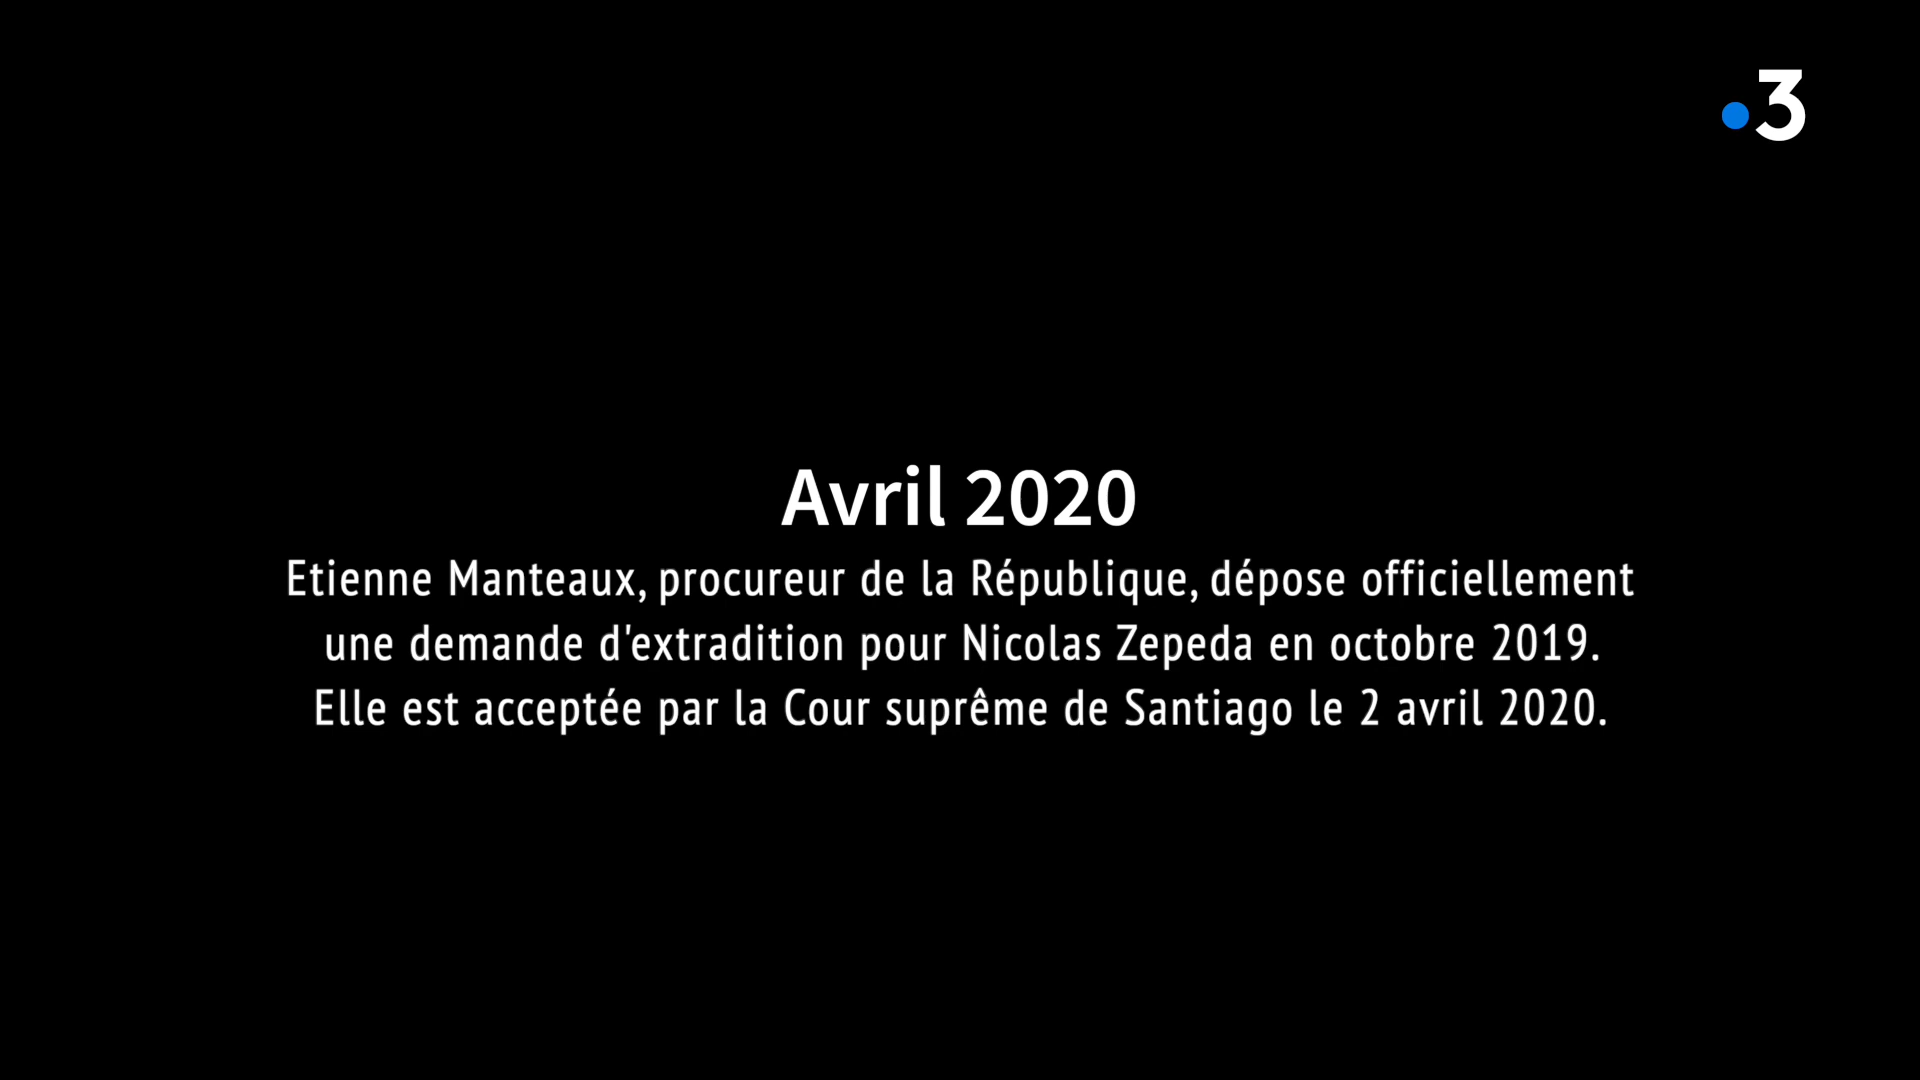 3
Avril 2020
Etienne Manteaux, procureur de la République, dépose officiellement
une demande d'extradition pour Nicolas Zepeda en octobre 2019.
Elle est acceptée par la Cour suprême de Santiago le 2 avril 2020.